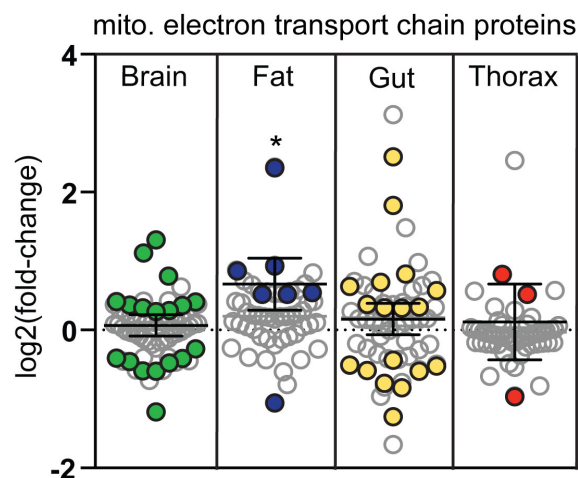 mito. electron transport chain proteins
Brain Fat Gut Thorax
*
log2(fold-change)
4
2
0
-2